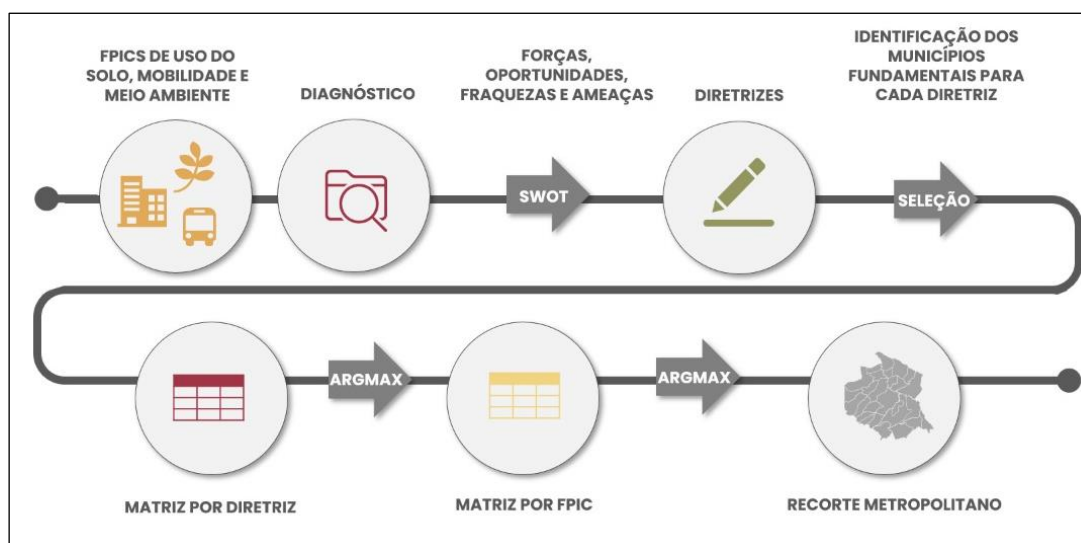 FPICS DE USO DO
SOLO, MOBILIDADE E
MEIO AMBIENTE
DIAGNÓSTICO
FORÇAS,
OPORTUNIDADES,
FRAQUEZAS E AMEAÇAS
SWOT
DIRETRIZES
IDENTIFICAÇÃO DOS
MUNICÍPIOS
FUNDAMENTAIS PARA
CADA DIRETRIZ
SELEÇÃO
MATRIZ POR DIRETRIZ
ARGMAX
MATRIZ POR FPIC
ARGMAX
RECORTE METROPOLITANO